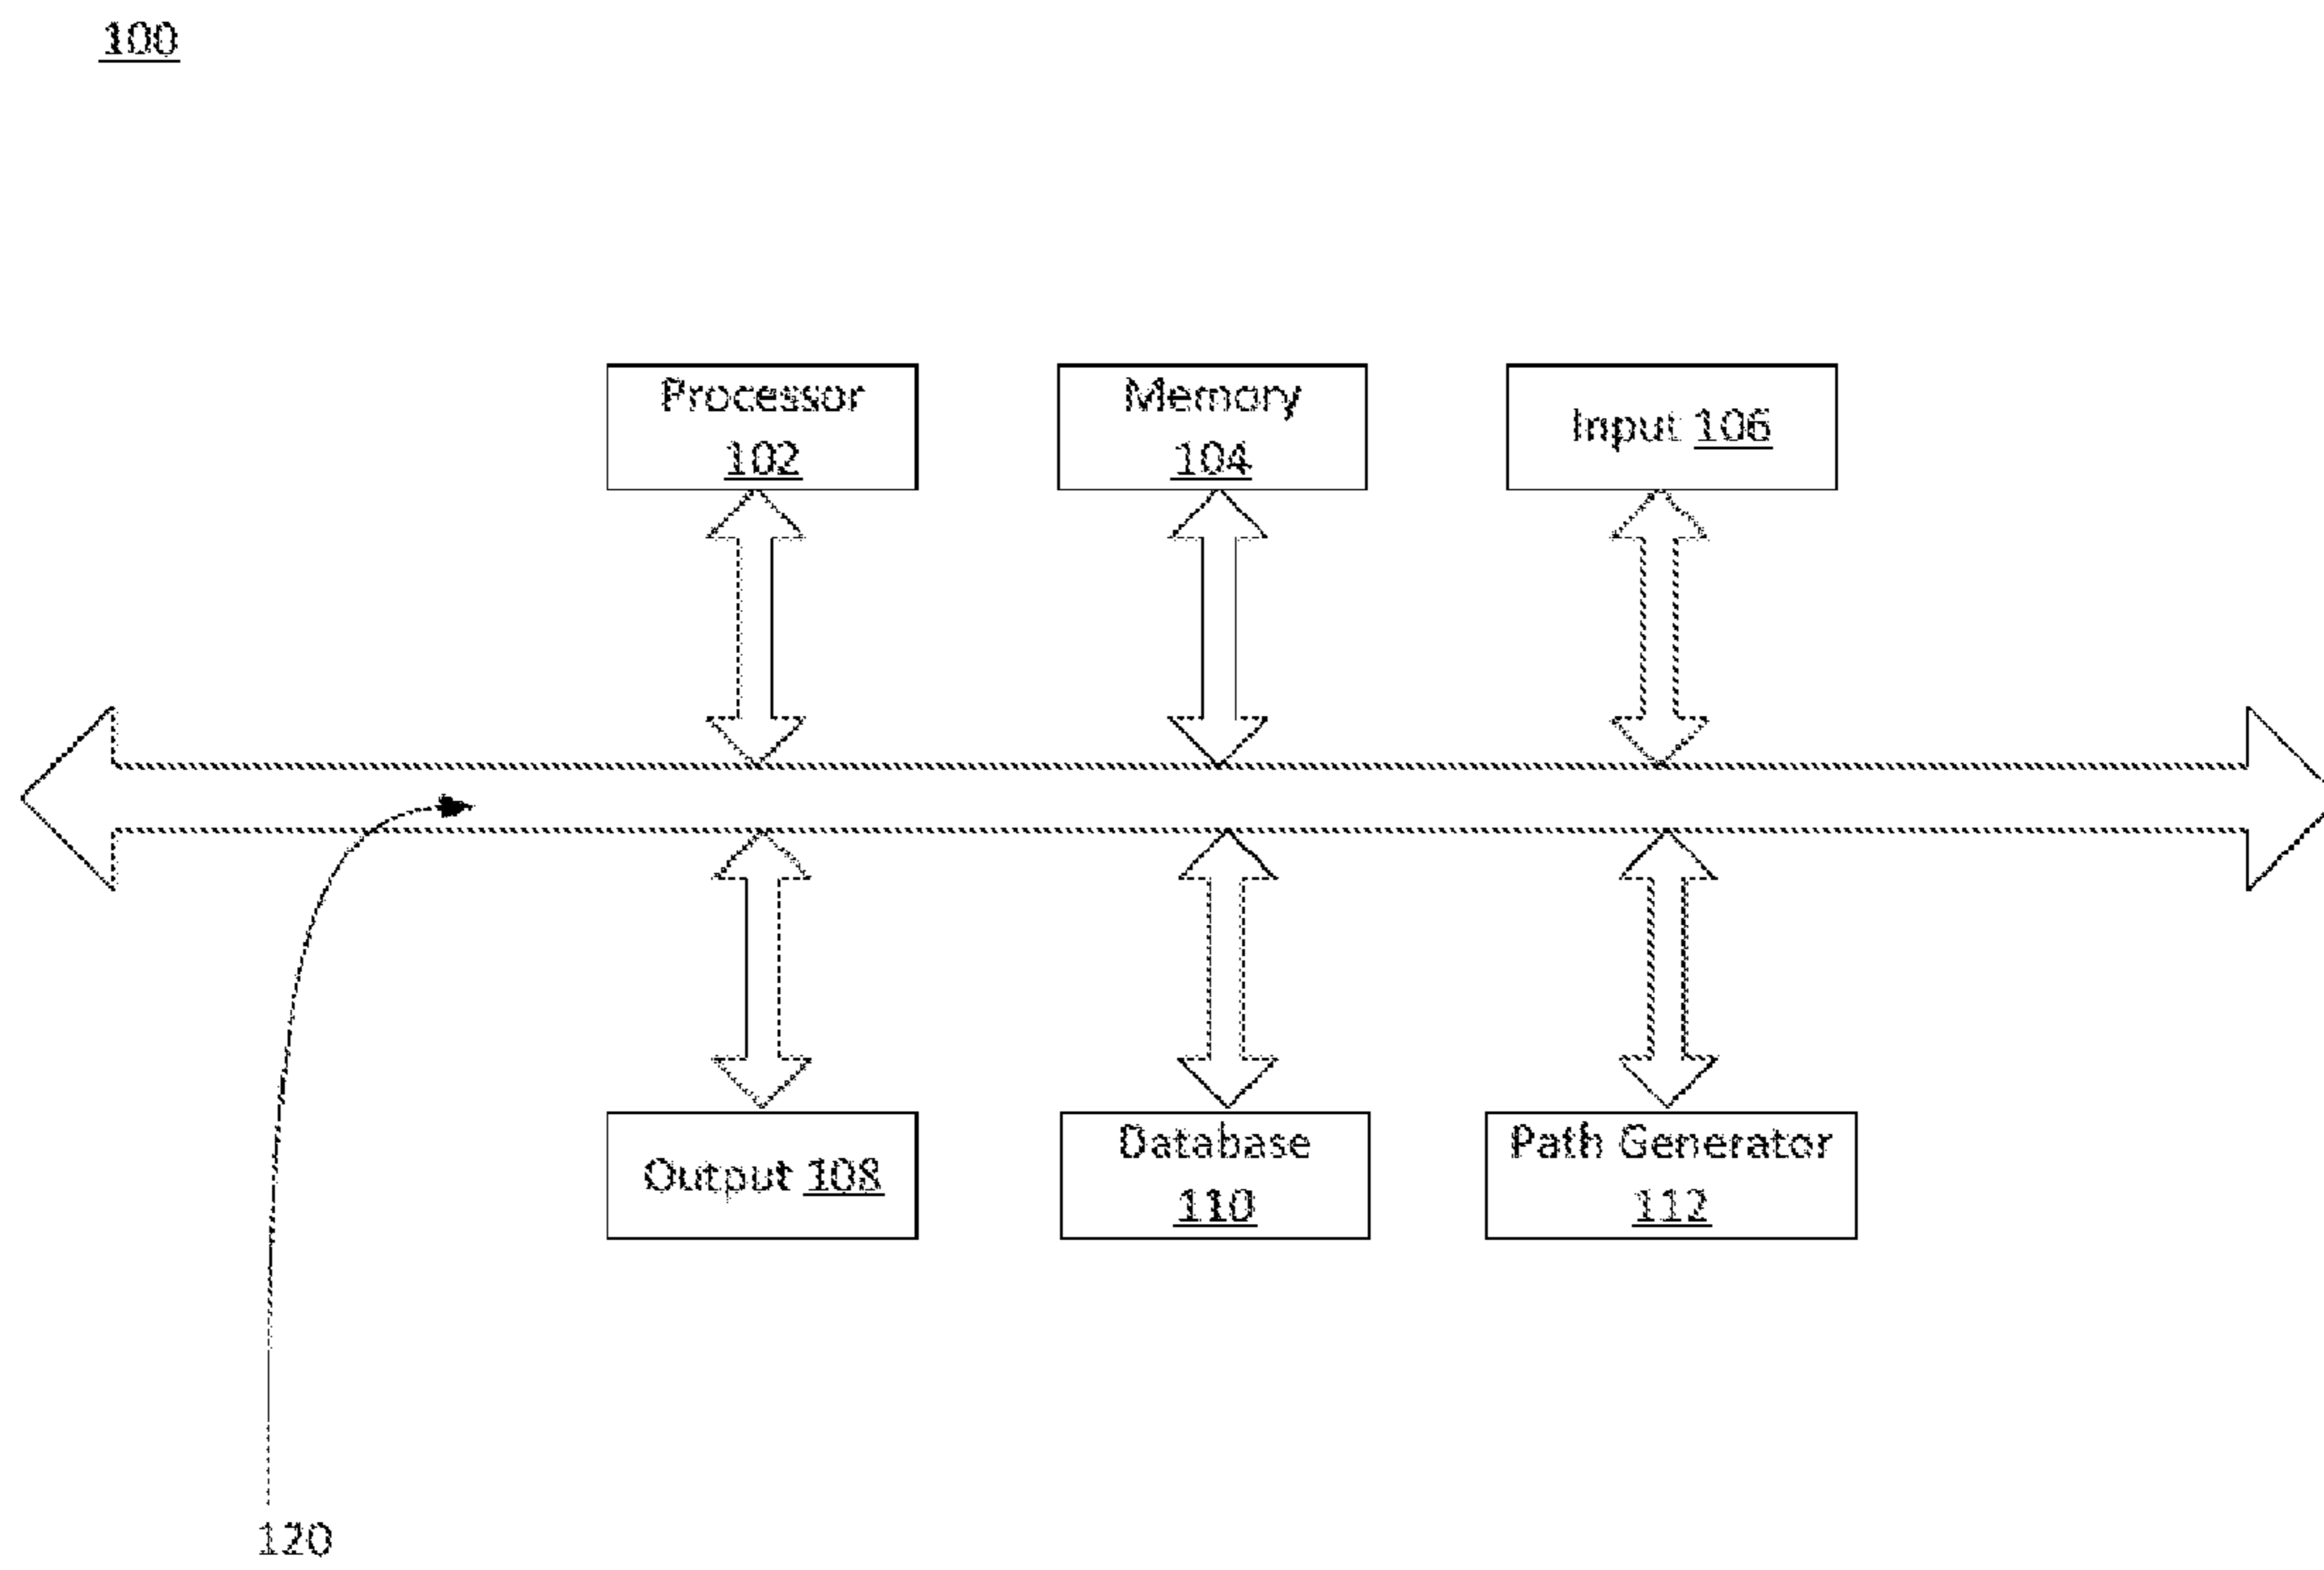 100
Processor
102
Memory
104
Input 106
Output 108
Database
110
Path Generator
112
120